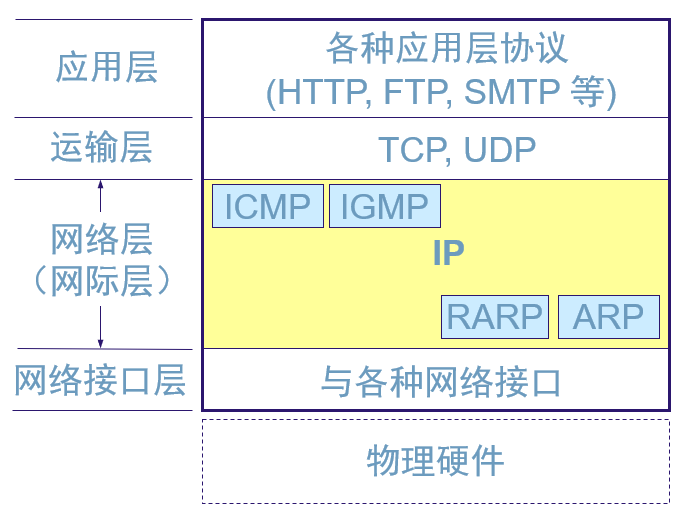 应用层
各种应用层协议
(HTTP, FTP, SMTP 等)
运输层
TCP, UDP
网络层
（网际层）
ICMP
IGMP
IP
RARP
ARP
网络接口层
与各种网络接口
物理硬件